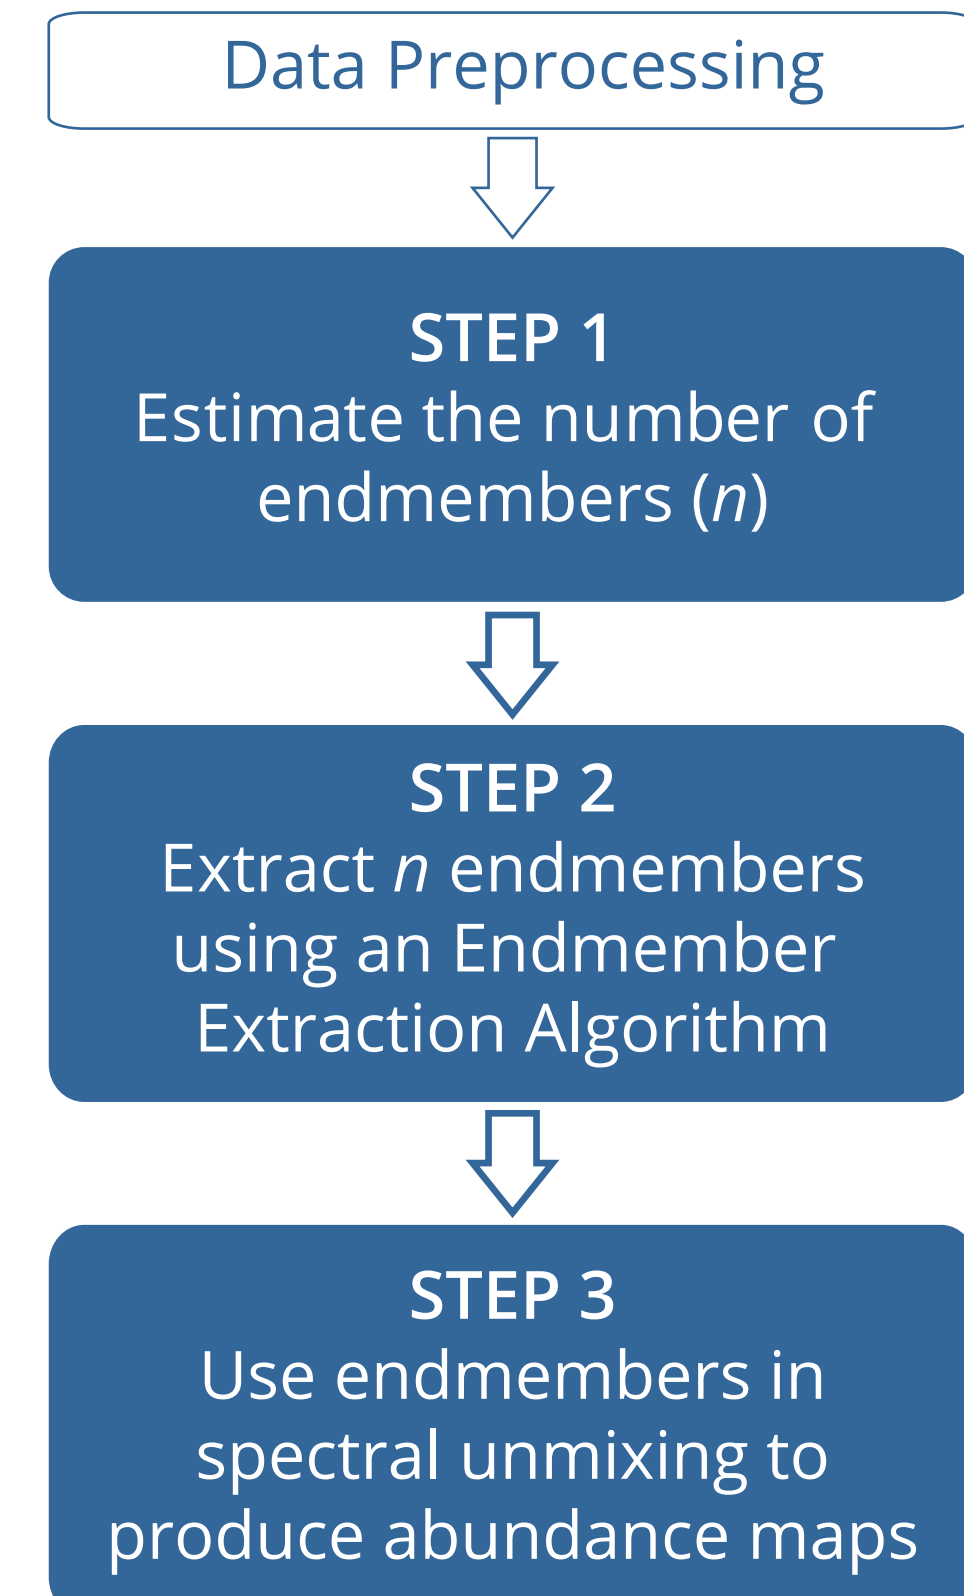 Data Preprocessing
STEP 1
Estimate the number of
endmembers (n)
STEP 2
Extract n endmembers
using an Endmember
Extraction Algorithm
STEP 3
Use endmembers in
spectral unmixing to
produce abundance maps